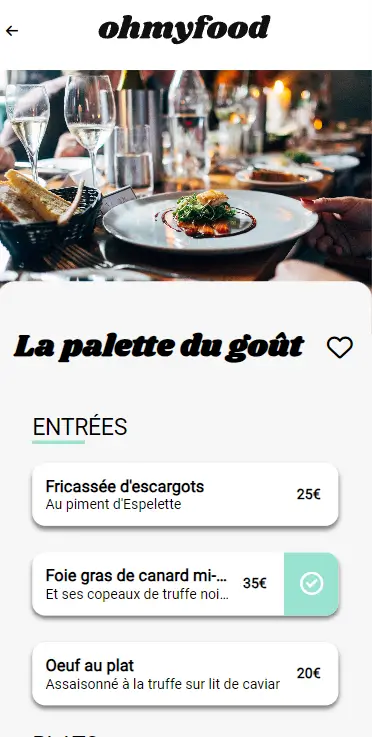 ohmyfood
La palette du goût
ENTRÉES
Fricassée d'escargots
Au piment d'Espelette
25€
Foie gras de canard mi-...
Et ses copeaux de truffe noi...
35€
Oeuf au plat
Assaisonné à la truffe sur lit de caviar
20€